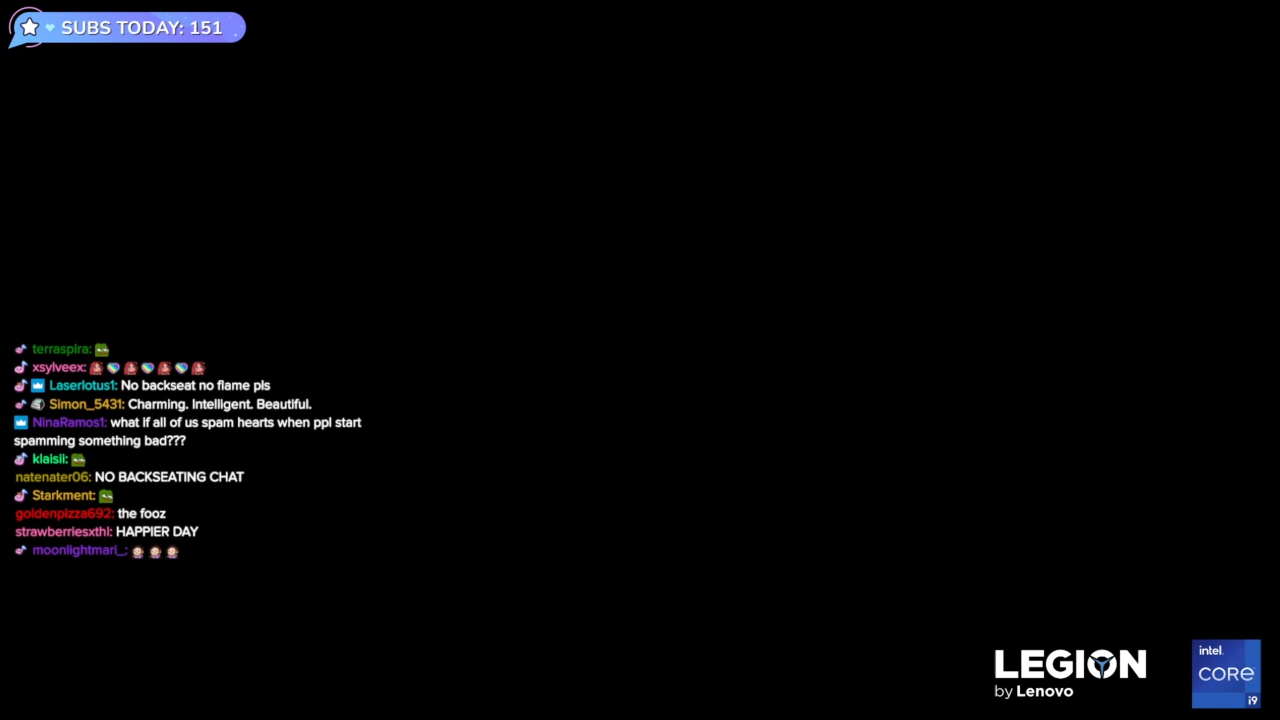 SUBS TODAY: 151
terraspira:
xsylveex:
Laserlotus1: No backseat no flame pls
Simon_5431: Charming. Intelligent. Beautiful.
NinaRamos1: what if all of us spam hearts when ppl start
spamming something bad???
klaisii:
natenater06: NO BACKSEATING CHAT
Starkment:
goldenpizza692: the fooz
strawberriesxthl: HAPPIER DAY
moonlightmari_:
LEGION
by Lenovo
intel.
CORE
i9